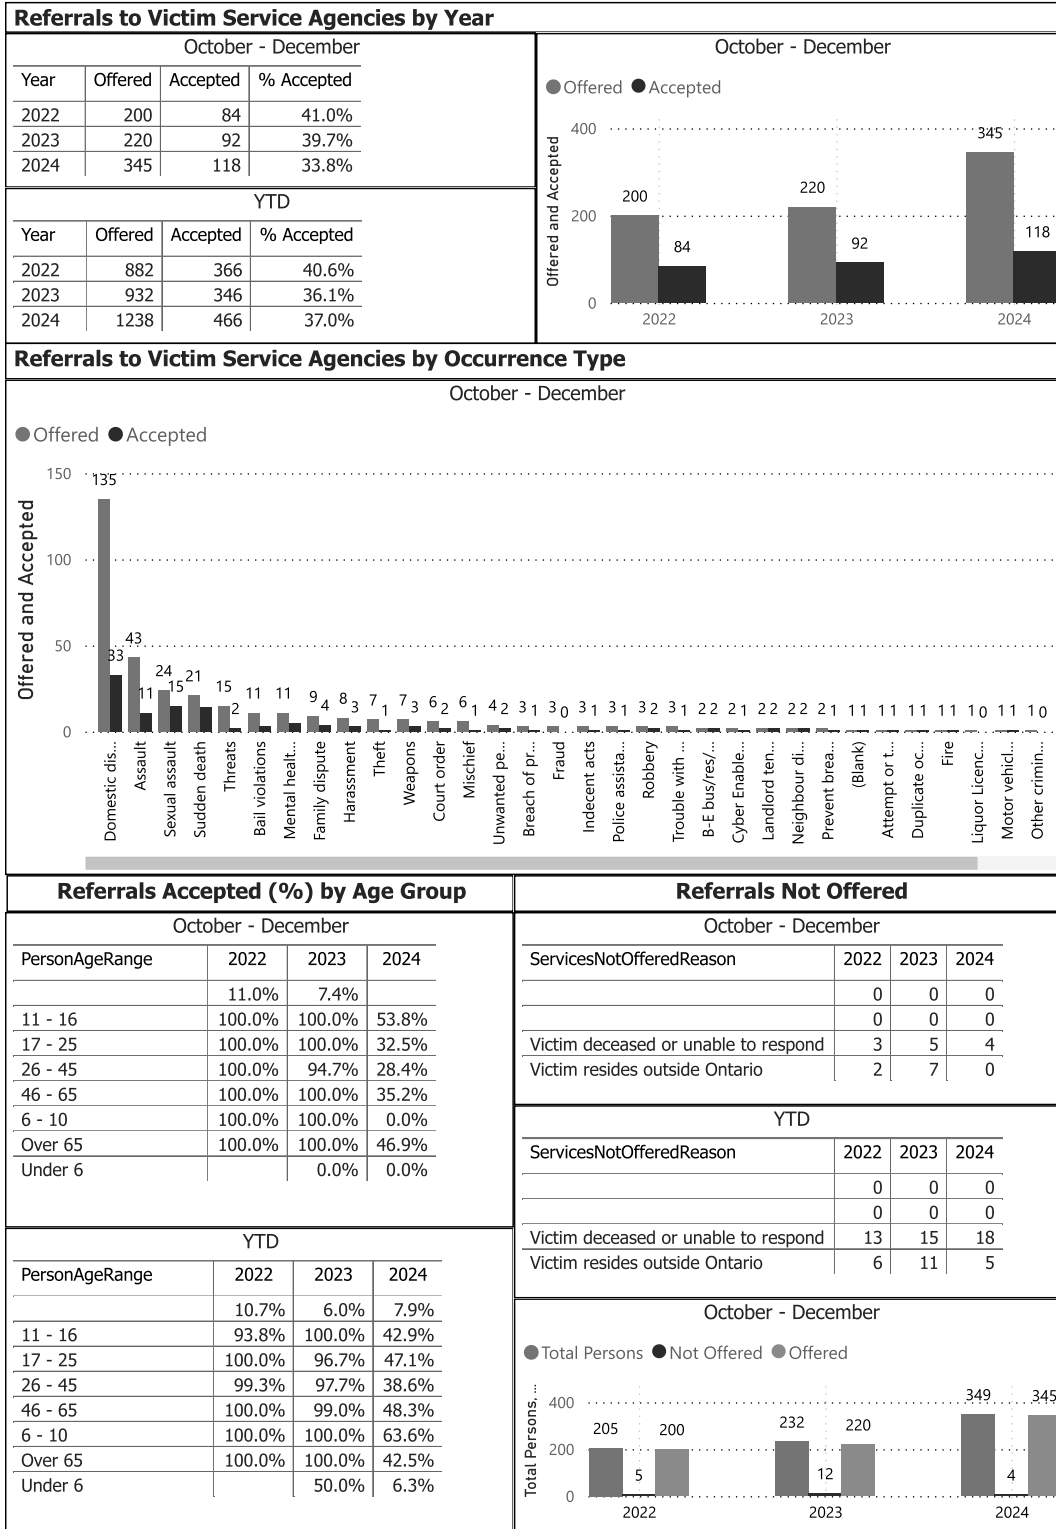 Referrals to Victim Service Agencies by Year
October - December
Year Offered Accepted % Accepted
2022 200 84 41.0%
2023 220 92 39.7%
2024 345 118 33.8%
YTD
Year Offered Accepted % Accepted
2022 882 366 40.6%
2023 932 346 36.1%
2024 1238 466 37.0%
October - December
Offered Accepted
Offered and Accepted
400
200
0
200 84 220 92 345 118
2022 2023 2024
Referrals to Victim Service Agencies by Occurrence Type
October - December
Offered Accepted
Offered and Accepted
150
100
50
0
135 33 43 11 24 15 21 15 2 11 11 9 4 8 3 7 1 7 3 6 2 6 1 4 2 3 1 3 0 3 1 3 1 3 2 3 1 2 2 2 1 2 2 2 2 2 1 1 1 1 1 1 1 1 1 1 0 1 1 1 0
Domestic dis...
Assault
Sexual assault
Sudden death
Threats
Bail violations
Mental healt...
Family dispute
Harassment
Theft
Weapons
Court order
Mischief
Unwanted pe...
Breach of pr...
Fraud
Indecent acts
Police assista...
Robbery
Trouble with ...
B-E bus/res/...
Cyber Enable...
Landlord ten...
Neighbour di...
Prevent brea...
(Blank)
Attempt or t...
Duplicate oc...
Fire
Liquor Licenc...
Motor vehicl...
Other crimin...
Referrals Accepted (%) by Age Group
October - December
PersonAgeRange 2022 2023 2024
11.0% 7.4%
11 - 16 100.0% 100.0% 53.8%
17 - 25 100.0% 100.0% 32.5%
26 - 45 100.0% 94.7% 28.4%
46 - 65 100.0% 100.0% 35.2%
6 - 10 100.0% 100.0% 0.0%
Over 65 100.0% 100.0% 46.9%
Under 6 0.0% 0.0%
YTD
PersonAgeRange 2022 2023 2024
10.7% 6.0% 7.9%
11 - 16 93.8% 100.0% 42.9%
17 - 25 100.0% 96.7% 47.1%
26 - 45 99.3% 97.7% 38.6%
46 - 65 100.0% 99.0% 48.3%
6 - 10 100.0% 100.0% 63.6%
Over 65 100.0% 100.0% 42.5%
Under 6 50.0% 6.3%
Referrals Not Offered
October - December
ServicesNotOfferedReason 2022 2023 2024
0 0 0
0 0 0
Victim deceased or unable to respond 3 5 4
Victim resides outside Ontario 2 7 0
YTD
ServicesNotOfferedReason 2022 2023 2024
0 0 0
0 0 0
Victim deceased or unable to respond 13 15 18
Victim resides outside Ontario 6 11 5
October - December
Total Persons Not Offered Offered
Total Persons, ...
400
200
0
205 5 200 232 12 220 349 4 345
2022 2023 2024